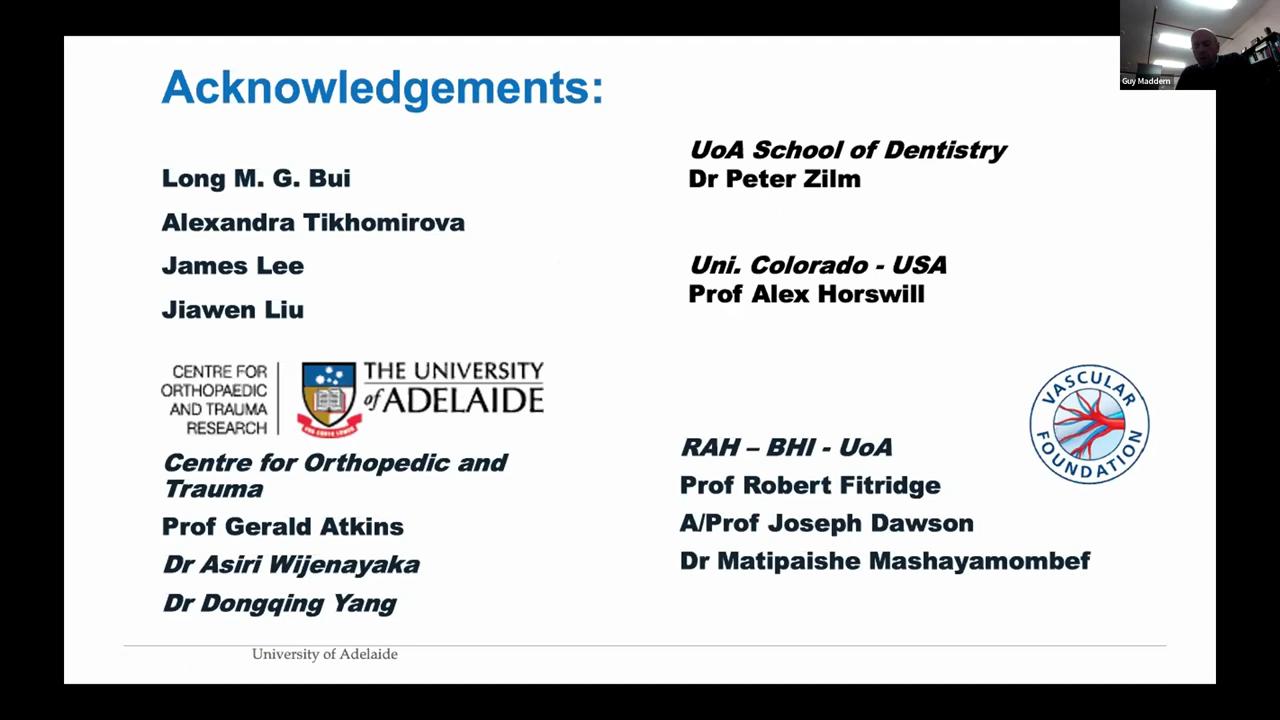 Acknowledgements:
Guy Maddern
Long M. G. Bui
Alexandra Tikhomirova
James Lee
Jiawen Liu
UoA School of Dentistry
Dr Peter Zilm
Uni. Colorado - USA
Prof Alex Horswill
CENTRE FOR
ORTHOPAEDIC
AND TRAUMA
RESEARCH
THE UNIVERSITY
of ADELAIDE
Centre for Orthopedic and
Trauma
Prof Gerald Atkins
Dr Asiri Wijenayaka
Dr Dongqing Yang
VASCULAR
FOUNDATION
RAH – BHI - UoA
Prof Robert Fitridge
A/Prof Joseph Dawson
Dr Matipaishe Mashayamombef
University of Adelaide